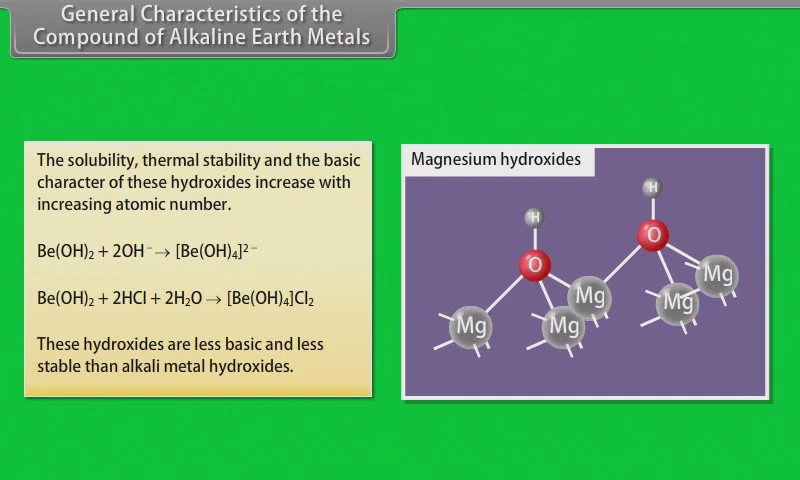 General Characteristics of the
Compound of Alkaline Earth Metals
The solubility, thermal stability and the basic
character of these hydroxides increase with
increasing atomic number.
Be(OH)₂ + 2OH⁻ → [Be(OH)₄]²⁻
Be(OH)₂ + 2HCl + 2H₂O → [Be(OH)₄]Cl₂
These hydroxides are less basic and less
stable than alkali metal hydroxides.
Magnesium hydroxides
H
H
O
O
Mg
Mg
Mg
Mg
Mg